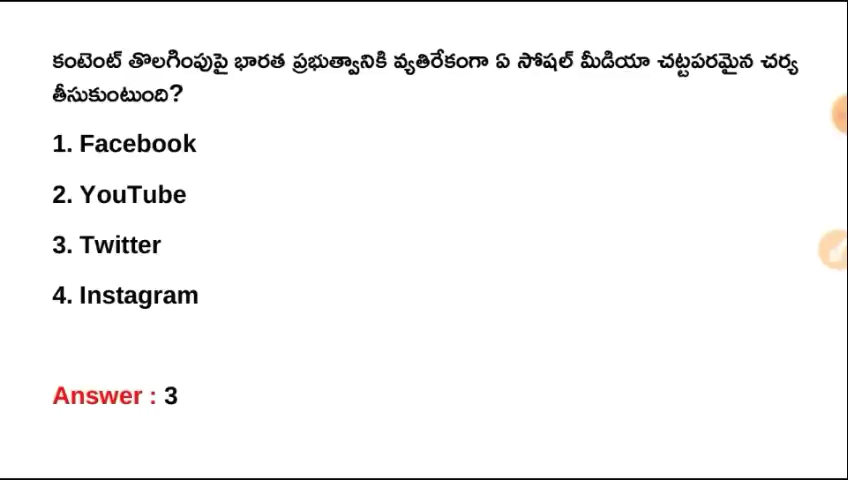 కంటెంట్ తొలగింపుపై భారత ప్రభుత్వానికి వ్యతిరేకంగా ఏ సోషల్ మీడియా చట్టపరమైన చర్య
తీసుకుంటుంది?
1. Facebook
2. YouTube
3. Twitter
4. Instagram
Answer : 3